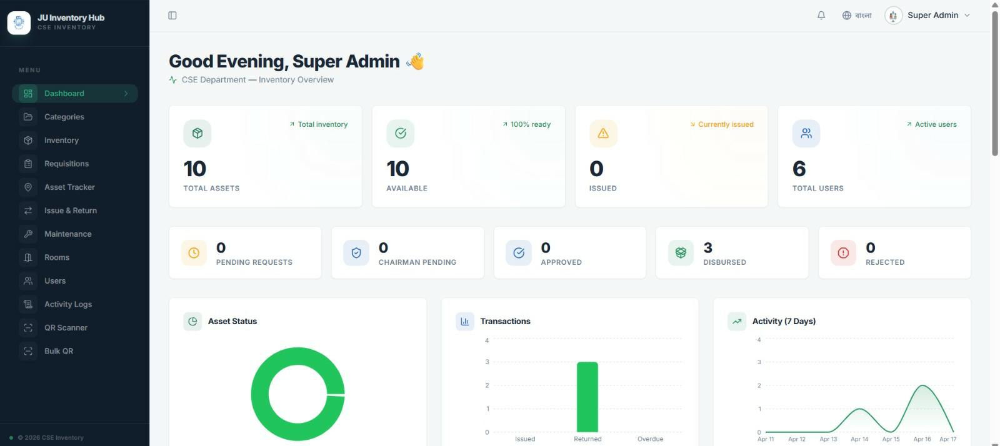 JU Inventory Hub
CSE INVENTORY
MENU
Dashboard
Categories
Inventory
Requisitions
Asset Tracker
Issue & Return
Maintenance
Rooms
Users
Activity Logs
QR Scanner
Bulk QR
© 2026 CSE Inventory
বাংলা
Super Admin
Good Evening, Super Admin 👋
CSE Department — Inventory Overview
Total inventory
10
TOTAL ASSETS
100% ready
10
AVAILABLE
Currently issued
0
ISSUED
Active users
6
TOTAL USERS
0
PENDING REQUESTS
0
CHAIRMAN PENDING
0
APPROVED
3
DISBURSED
0
REJECTED
Asset Status
Transactions
4
3
2
1
0
Issued Returned Overdue
Activity (7 Days)
4
3
2
1
0
Apr 11 Apr 12 Apr 13 Apr 14 Apr 15 Apr 16 Apr 17